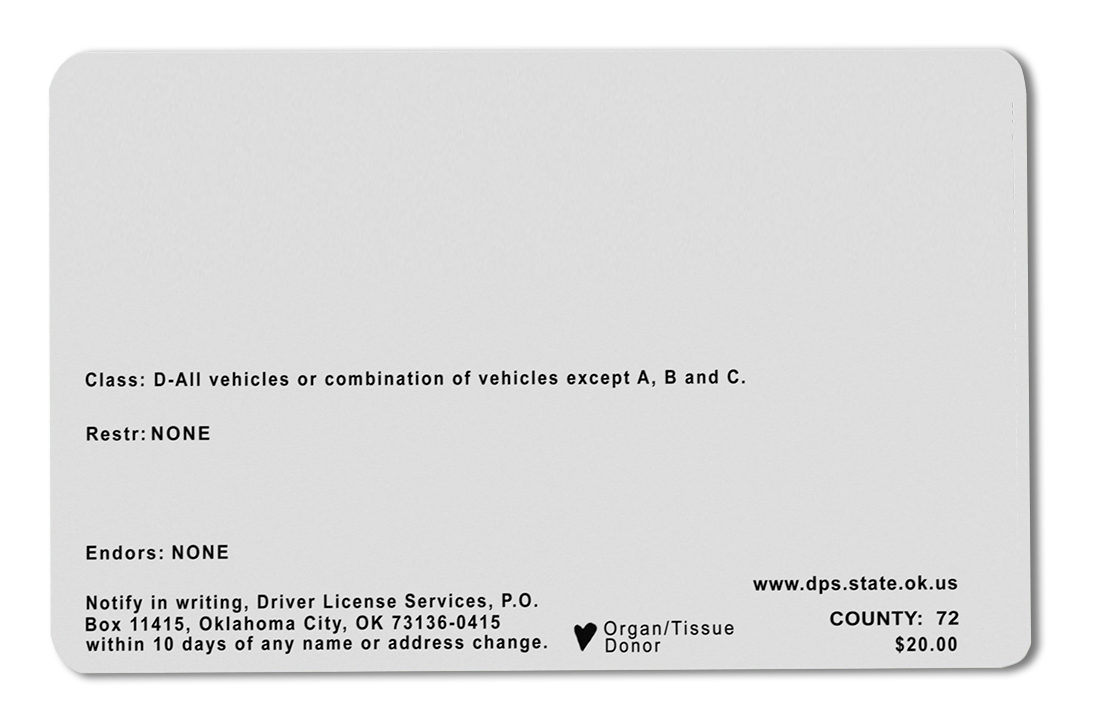 Class: D-All vehicles or combination of vehicles except A, B and C.
Restr: NONE
Endors: NONE
Notify in writing, Driver License Services, P.O.
Box 11415, Oklahoma City, OK 73136-0415
within 10 days of any name or address change.
Organ/Tissue
Donor
www.dps.state.ok.us
COUNTY: 72
$20.00